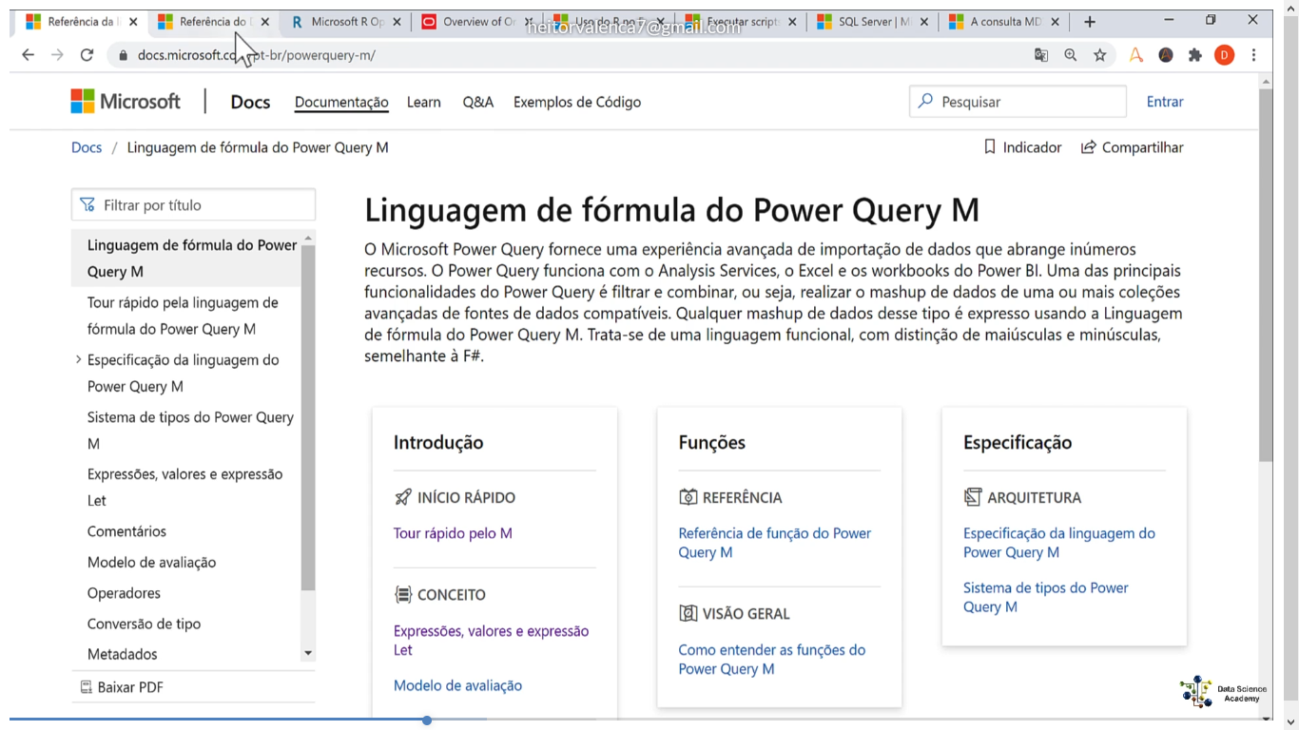 Referência da l
Referência do
Microsoft R Op
Overview of Or
Uso do R no
Executar script
SQL Server | Mi
A consulta MD
heitorvalerica7@gmail.com
docs.microsoft.co pt-br/powerquery-m/
D
Microsoft
Docs
Documentação
Learn
Q&A
Exemplos de Código
Pesquisar
Entrar
Docs / Linguagem de fórmula do Power Query M
Indicador
Compartilhar
Filtrar por título
Linguagem de fórmula do Power
Query M
Tour rápido pela linguagem de
fórmula do Power Query M
Especificação da linguagem do
Power Query M
Sistema de tipos do Power Query
M
Expressões, valores e expressão
Let
Comentários
Modelo de avaliação
Operadores
Conversão de tipo
Metadados
Baixar PDF
Linguagem de fórmula do Power Query M
O Microsoft Power Query fornece uma experiência avançada de importação de dados que abrange inúmeros
recursos. O Power Query funciona com o Analysis Services, o Excel e os workbooks do Power BI. Uma das principais
funcionalidades do Power Query é filtrar e combinar, ou seja, realizar o mashup de dados de uma ou mais coleções
avançadas de fontes de dados compatíveis. Qualquer mashup de dados desse tipo é expresso usando a Linguagem
de fórmula do Power Query M. Trata-se de uma linguagem funcional, com distinção de maiúsculas e minúsculas,
semelhante à F#.
Introdução
INÍCIO RÁPIDO
Tour rápido pelo M
CONCEITO
Expressões, valores e expressão
Let
Modelo de avaliação
Funções
REFERÊNCIA
Referência de função do Power
Query M
VISÃO GERAL
Como entender as funções do
Power Query M
Especificação
ARQUITETURA
Especificação da linguagem do
Power Query M
Sistema de tipos do Power
Query M
Data Science
Academy